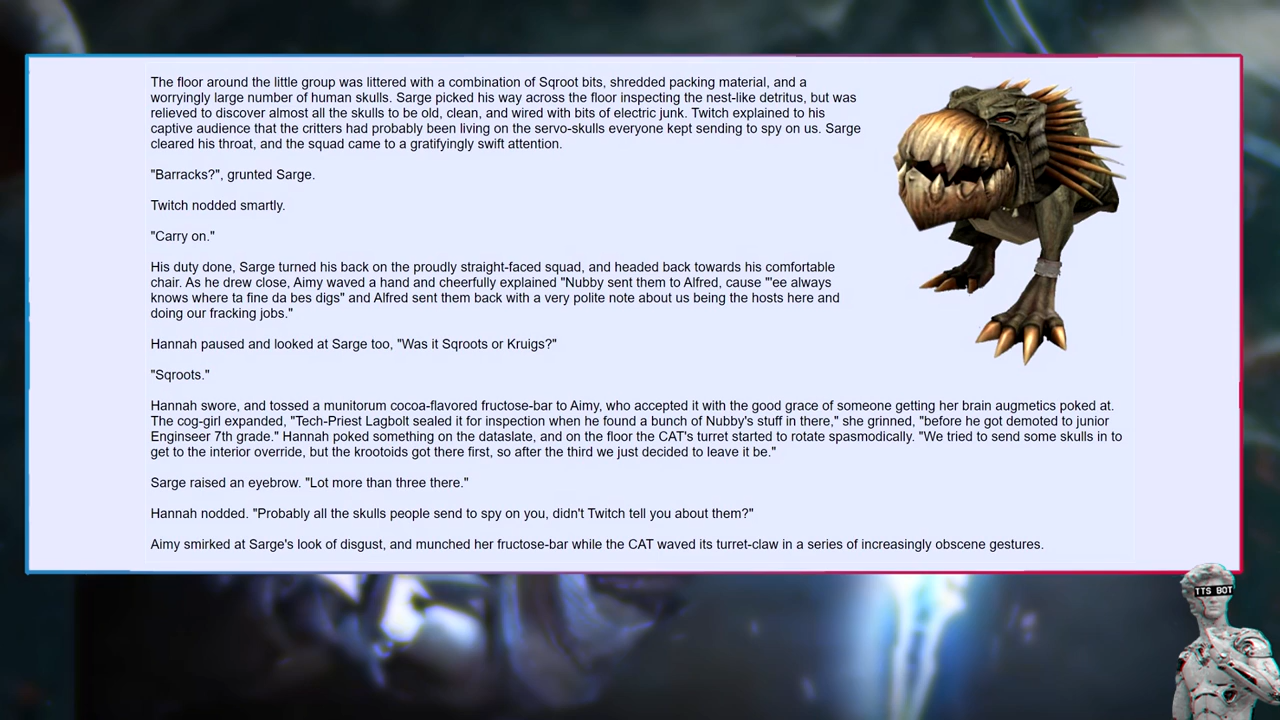 The floor around the little group was littered with a combination of Sqroot bits, shredded packing material, and a
worryingly large number of human skulls. Sarge picked his way across the floor inspecting the nest-like detritus, but was
relieved to discover almost all the skulls to be old, clean, and wired with bits of electric junk. Twitch explained to his
captive audience that the critters had probably been living on the servo-skulls everyone kept sending to spy on us. Sarge
cleared his throat, and the squad came to a gratifyingly swift attention.
"Barracks?", grunted Sarge.
Twitch nodded smartly.
"Carry on."
His duty done, Sarge turned his back on the proudly straight-faced squad, and headed back towards his comfortable
chair. As he drew close, Aimy waved a hand and cheerfully explained "Nubby sent them to Alfred, cause "'ee always
knows where ta fine da bes digs" and Alfred sent them back with a very polite note about us being the hosts here and
doing our fracking jobs."
Hannah paused and looked at Sarge too, "Was it Sqroots or Kruigs?"
"Sqroots."
Hannah swore, and tossed a munitorum cocoa-flavored fructose-bar to Aimy, who accepted it with the good grace of someone getting her brain augmetics poked at.
The cog-girl expanded, "Tech-Priest Lagbolt sealed it for inspection when he found a bunch of Nubby's stuff in there," she grinned, "before he got demoted to junior
Enginseer 7th grade." Hannah poked something on the dataslate, and on the floor the CAT's turret started to rotate spasmodically. "We tried to send some skulls in to
get to the interior override, but the krootoids got there first, so after the third we just decided to leave it be."
Sarge raised an eyebrow. "Lot more than three there."
Hannah nodded. "Probably all the skulls people send to spy on you, didn't Twitch tell you about them?"
Aimy smirked at Sarge's look of disgust, and munched her fructose-bar while the CAT waved its turret-claw in a series of increasingly obscene gestures.
TTS BOT